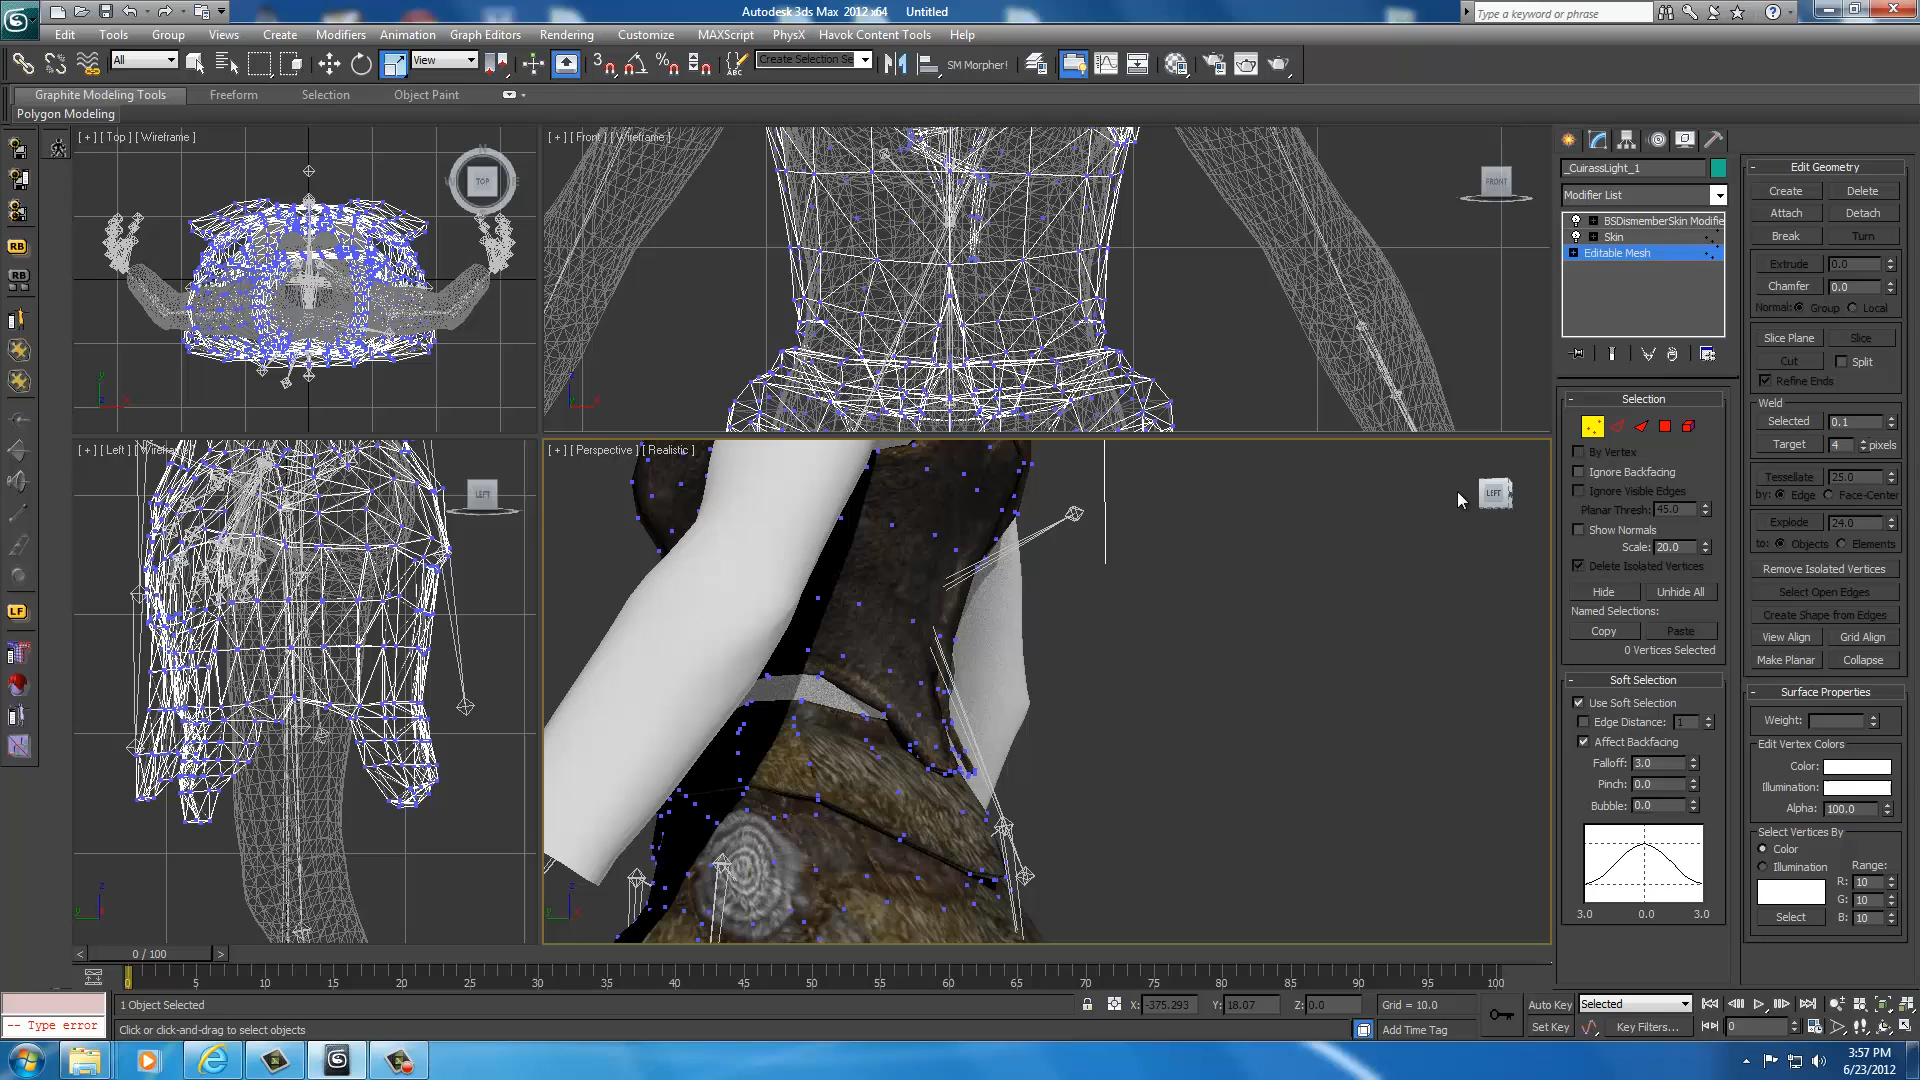 Autodesk 3ds Max 2012 x64 Untitled
Type a keyword or phrase
Edit Tools Group Views Create Modifiers Animation Graph Editors Rendering Customize MAXScript PhysX Havok Content Tools Help
All View Create Selection Se SM Morpher!
Graphite Modeling Tools Freeform Selection Object Paint
Polygon Modeling
[ + ] [ Top ] [ Wireframe ]
[ + ] [ Front ] [ Wireframe ]
TOP
FRONT
[ + ] [ Left ] [ Wirefra
[ + ] [ Perspective ] [ Realistic ]
LEFT
LEFT
RB
RB
LF
_CuirassLight_1
Modifier List
BSDismemberSkin Modifie
Skin
Editable Mesh
Selection
By Vertex
Ignore Backfacing
Ignore Visible Edges
Planar Thresh: 45.0
Show Normals
Scale: 20.0
Delete Isolated Vertices
Hide Unhide All
Named Selections:
Copy Paste
0 Vertices Selected
Soft Selection
Use Soft Selection
Edge Distance: 1
Affect Backfacing
Falloff: 3.0
Pinch: 0.0
Bubble: 0.0
3.0 0.0 3.0
Edit Geometry
Create Delete
Attach Detach
Break Turn
Extrude 0.0
Chamfer 0.0
Normal: Group Local
Slice Plane Slice
Cut Split
Refine Ends
Weld
Selected 0.1
Target 4 pixels
Tessellate 25.0
by: Edge Face-Center
Explode 24.0
to: Objects Elements
Remove Isolated Vertices
Select Open Edges
Create Shape from Edges
View Align Grid Align
Make Planar Collapse
Surface Properties
Weight:
Edit Vertex Colors
Color:
Illumination:
Alpha: 100.0
Select Vertices By
Color
Illumination Range:
R: 10
G: 10
Select B: 10
< 0 / 100 >
0 5 10 15 20 25 30 35 40 45 50 55 60 65 70 75 80 85 90 95 100
1 Object Selected X: -375.293 Y: 18.07 Z: 0.0 Grid = 10.0 Auto Key Selected
-- Type error Click or click-and-drag to select objects Add Time Tag Set Key Key Filters... 0
3:57 PM
6/23/2012